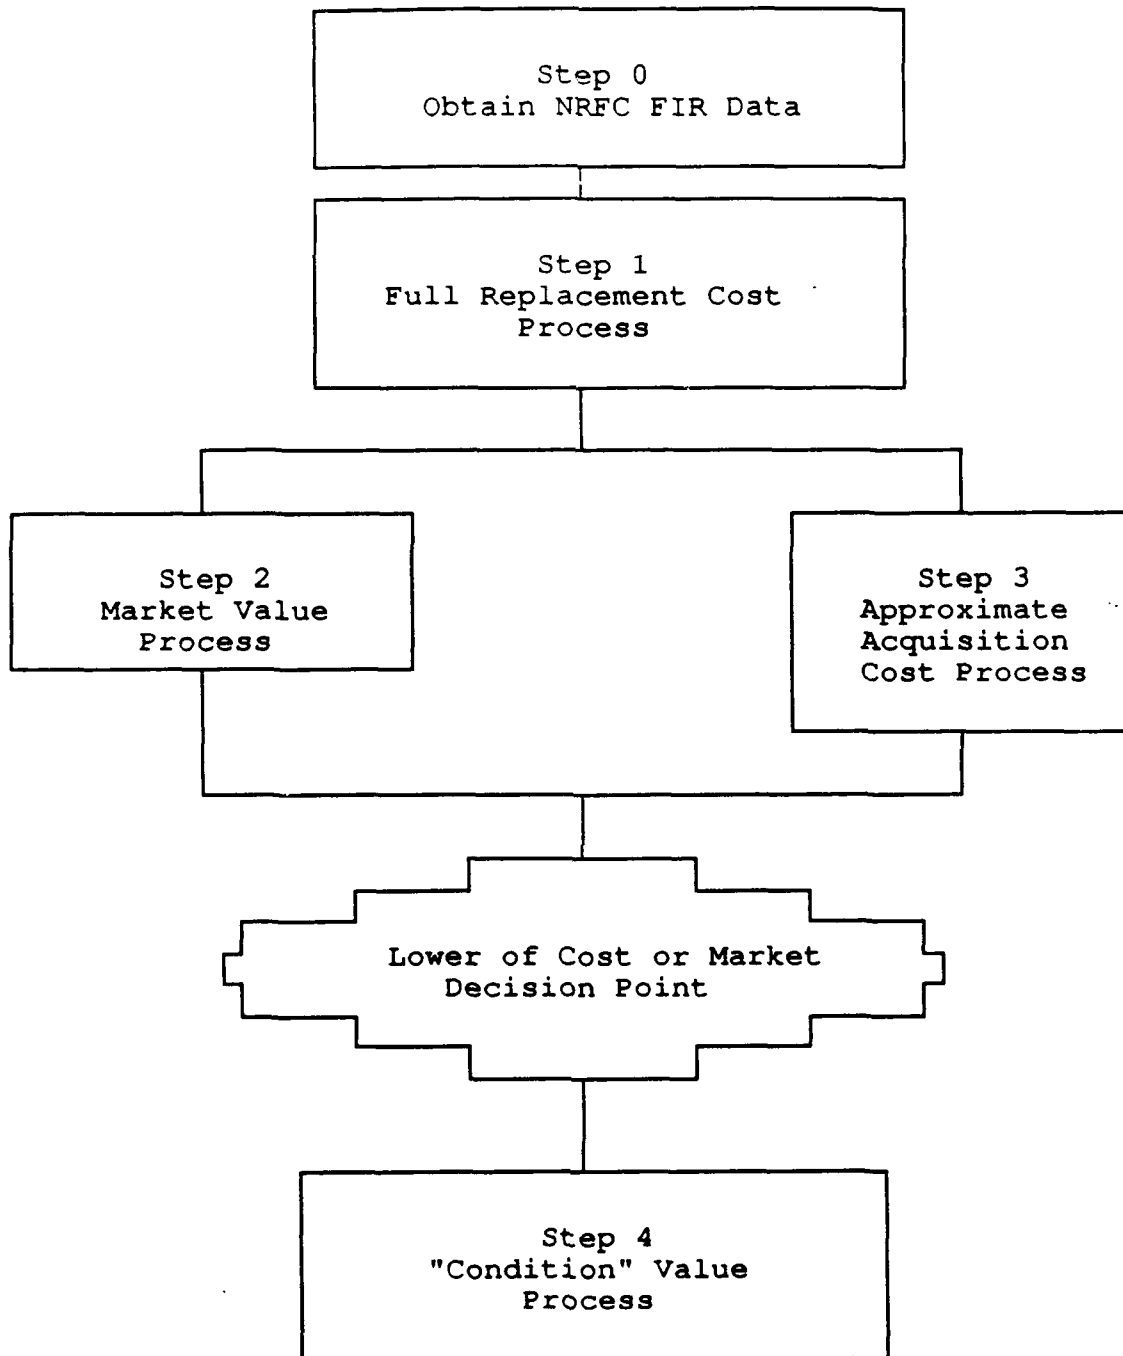 Step 0
Obtain NRFC FIR Data
Step 1
Full Replacement Cost
Process
Step 2
Market Value
Process
Step 3
Approximate
Acquisition
Cost Process
Lower of Cost or Market
Decision Point
Step 4
"Condition" Value
Process